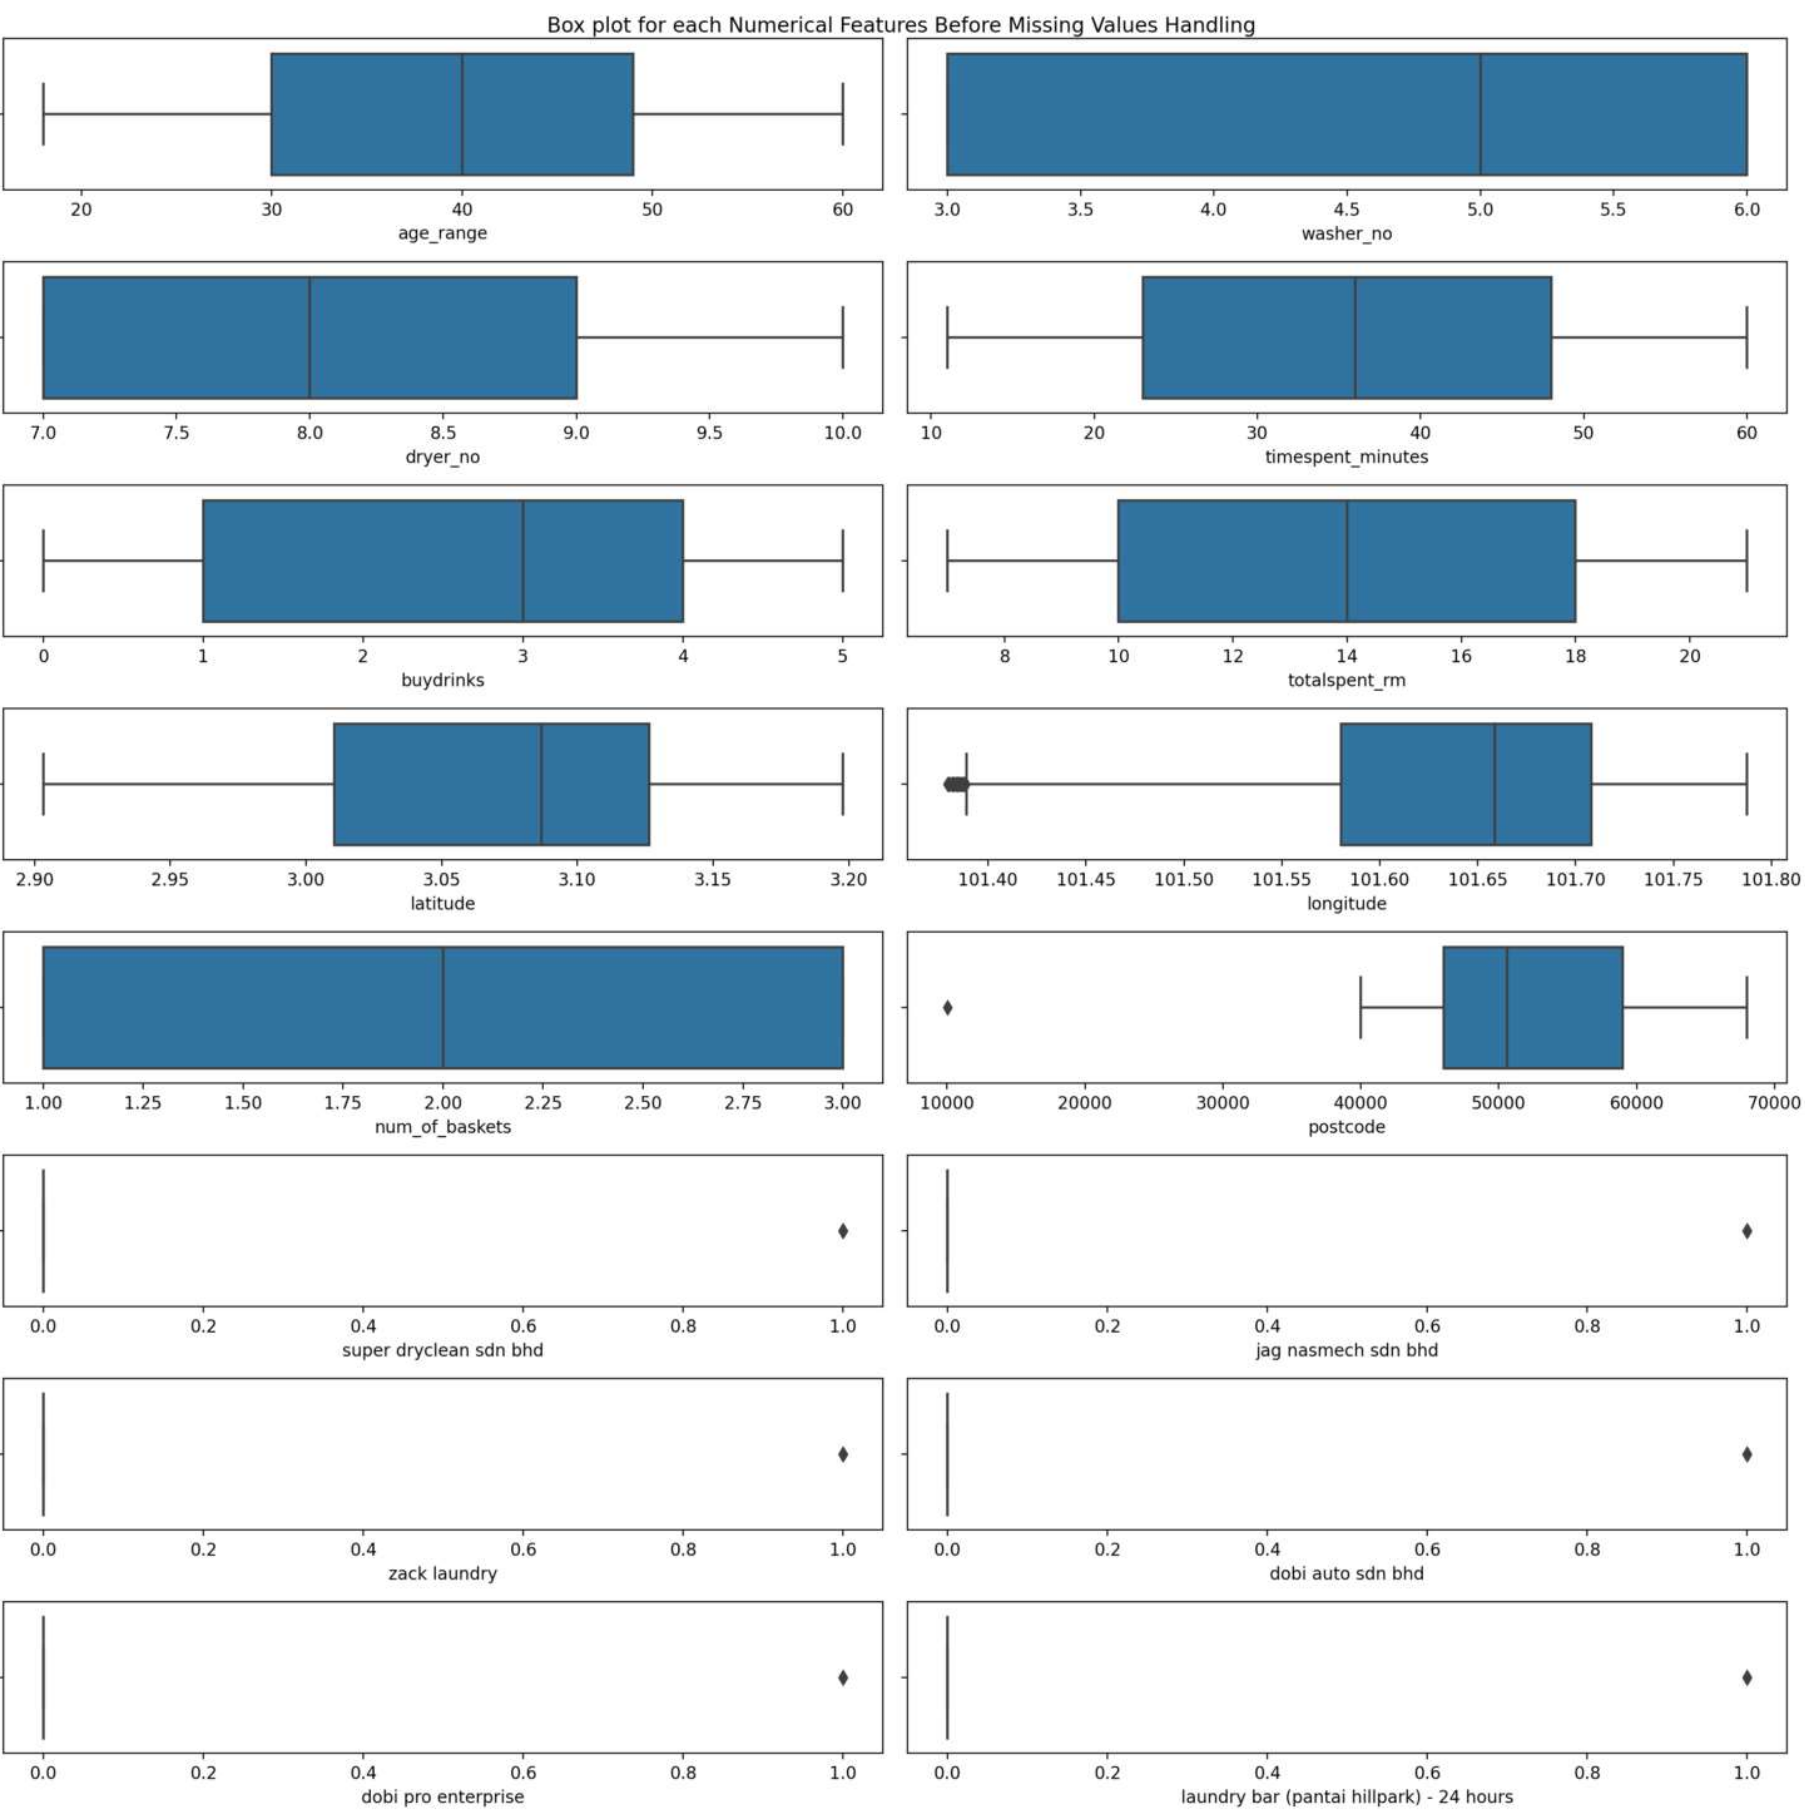 Box plot for each Numerical Features Before Missing Values Handling
20 30 40 50 60
age_range
3.0 3.5 4.0 4.5 5.0 5.5 6.0
washer_no
7.0 7.5 8.0 8.5 9.0 9.5 10.0
dryer_no
10 20 30 40 50 60
timespent_minutes
0 1 2 3 4 5
buydrinks
8 10 12 14 16 18 20
totalspent_rm
2.90 2.95 3.00 3.05 3.10 3.15 3.20
latitude
101.40 101.45 101.50 101.55 101.60 101.65 101.70 101.75 101.80
longitude
1.00 1.25 1.50 1.75 2.00 2.25 2.50 2.75 3.00
num_of_baskets
10000 20000 30000 40000 50000 60000 70000
postcode
0.0 0.2 0.4 0.6 0.8 1.0
super dryclean sdn bhd
0.0 0.2 0.4 0.6 0.8 1.0
jag nasmech sdn bhd
0.0 0.2 0.4 0.6 0.8 1.0
zack laundry
0.0 0.2 0.4 0.6 0.8 1.0
dobi auto sdn bhd
0.0 0.2 0.4 0.6 0.8 1.0
dobi pro enterprise
0.0 0.2 0.4 0.6 0.8 1.0
laundry bar (pantai hillpark) - 24 hours